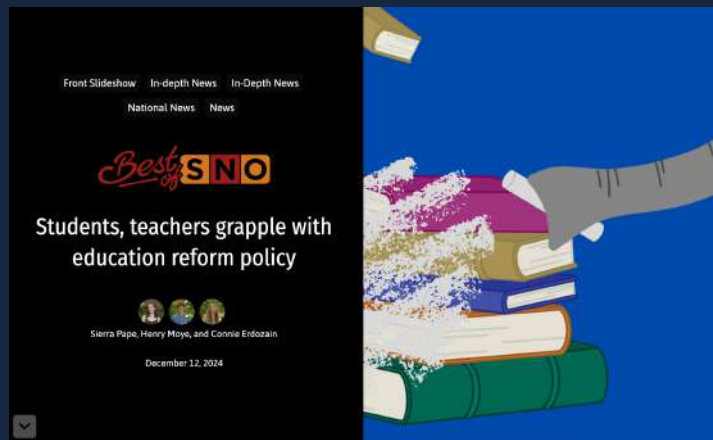 Front Slideshow In-depth News In-Depth News
National News News
Best of SNO
Students, teachers grapple with
education reform policy
Sierra Pape, Henry Moye, and Connie Erdozain
December 12, 2024